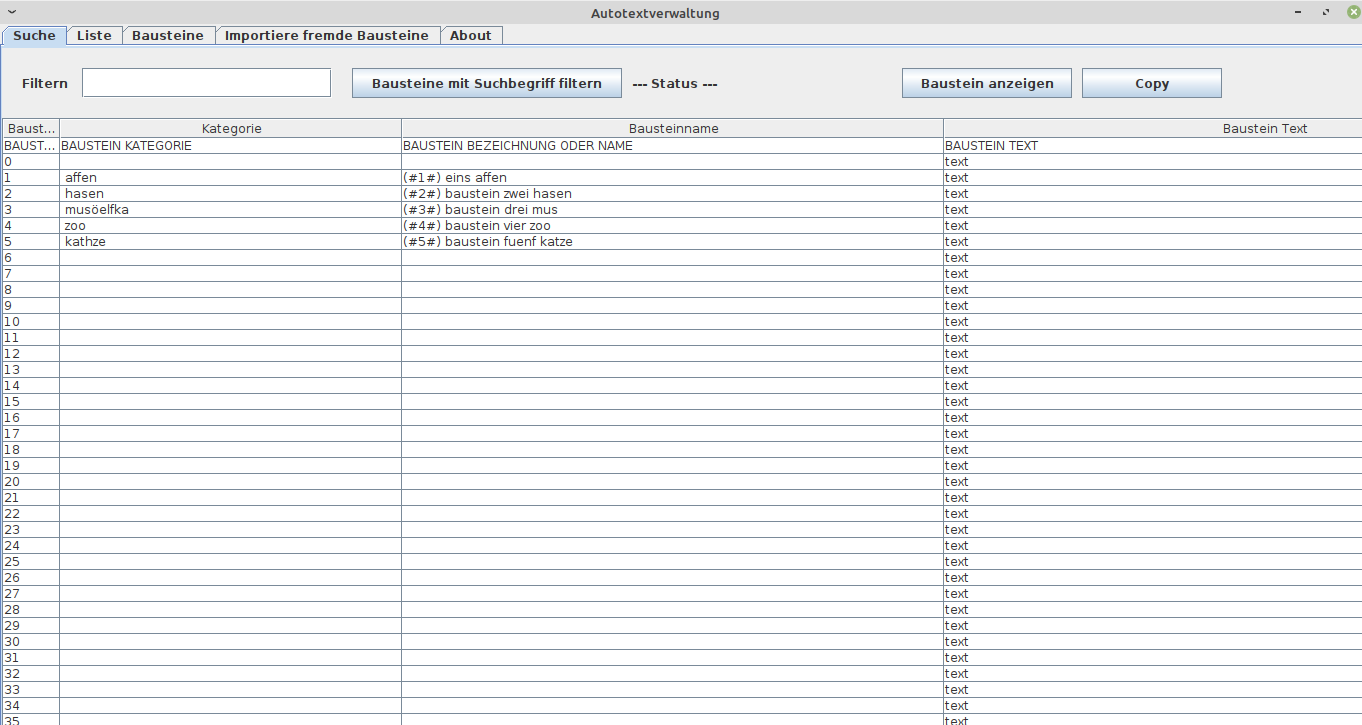 Autotextverwaltung
Suche Liste Bausteine Importiere fremde Bausteine About
Filtern Bausteine mit Suchbegriff filtern --- Status --- Baustein anzeigen Copy
Baust... Kategorie Bausteinname Baustein Text
BAUST... BAUSTEIN KATEGORIE BAUSTEIN BEZEICHNUNG ODER NAME BAUSTEIN TEXT
0 text
1 affen (#1#) eins affen text
2 hasen (#2#) baustein zwei hasen text
3 musöelfka (#3#) baustein drei mus text
4 zoo (#4#) baustein vier zoo text
5 kathze (#5#) baustein fuenf katze text
6 text
7 text
8 text
9 text
10 text
11 text
12 text
13 text
14 text
15 text
16 text
17 text
18 text
19 text
20 text
21 text
22 text
23 text
24 text
25 text
26 text
27 text
28 text
29 text
30 text
31 text
32 text
33 text
34 text
35 text